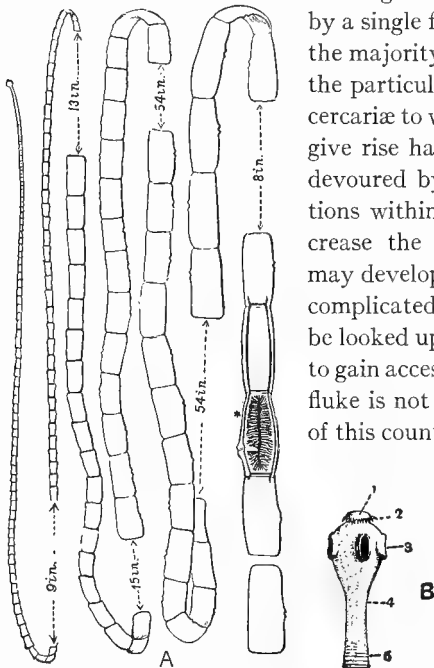 by a single f
the majority
the particul
cercariæ to w
give rise ha
devoured by
tions within
crease the
may develop
complicated
be looked up
to gain acces
fluke is not
of this count
13in.
54in.
8in.
54in.
9in.
15in.
*
A
1
2
3
4
5
B